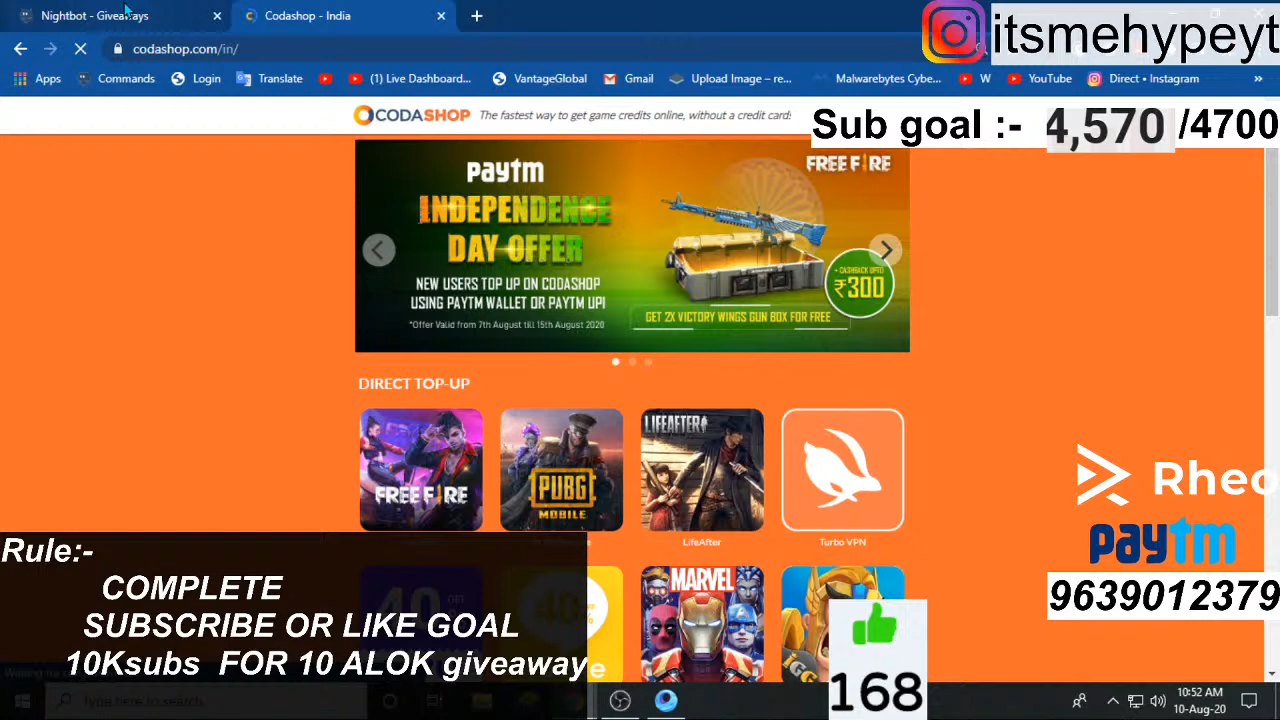 Nightbot - Giveaways
Codashop - India
codashop.com/in/
Apps
Commands
Login
Translate
(1) Live Dashboard...
VantageGlobal
Gmail
Upload Image – re...
Malwarebytes Cybe...
W
YouTube
Direct • Instagram
itsmehypeyt
CODASHOP
The fastest way to get game credits online, without a credit card!
Sub goal :- 4,570 /4700
paytm
INDEPENDENCE
DAY OFFER
NEW USERS TOP UP ON CODASHOP
USING PAYTM WALLET OR PAYTM UPI
*Offer Valid from 7th August till 15th August 2020
FREE FIRE
+ CASHBACK UPTO
₹300
GET 2X VICTORY WINGS GUN BOX FOR FREE
DIRECT TOP-UP
FREE FIRE
PUBG
MOBILE
LIFEAFTER
LifeAfter
Turbo VPN
MARVEL
Rheo
paytm
9639012379
Rule:-
COMPLETE
SUBSCRIBE OR LIKE GOAL
10Ksubs FOR 10 ALOK giveaway
168
Type here to search
10:52 AM
10-Aug-20